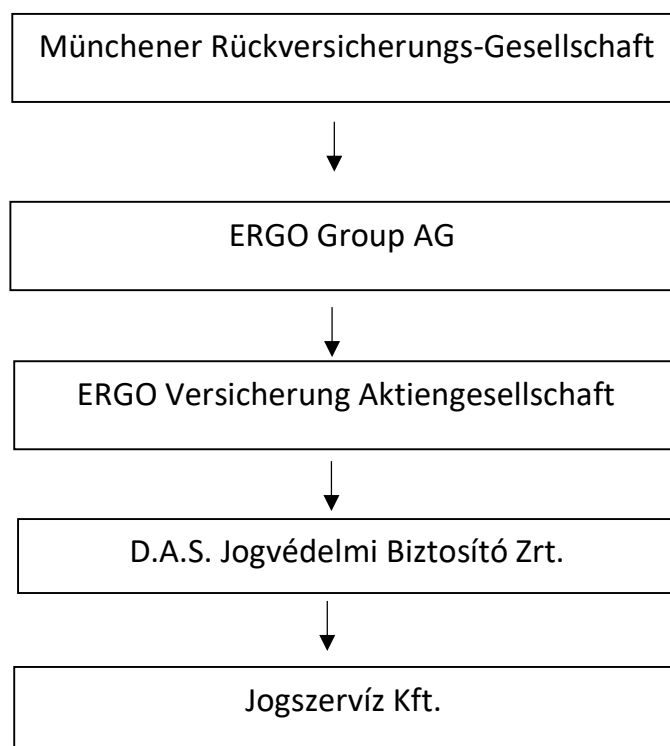 Münchener Rückversicherungs-Gesellschaft
ERGO Group AG
ERGO Versicherung Aktiengesellschaft
D.A.S. Jogvédelmi Biztosító Zrt.
Jogszervíz Kft.